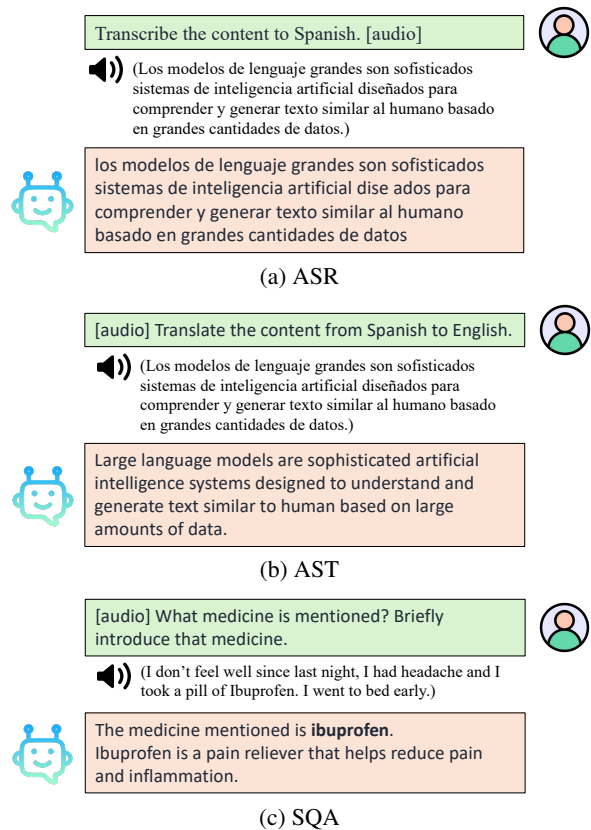 Transcribe the content to Spanish. [audio]
(Los modelos de lenguaje grandes son sofisticados
sistemas de inteligencia artificial diseñados para
comprender y generar texto similar al humano basado
en grandes cantidades de datos.)
los modelos de lenguaje grandes son sofisticados
sistemas de inteligencia artificial dise ados para
comprender y generar texto similar al humano
basado en grandes cantidades de datos
(a) ASR
[audio] Translate the content from Spanish to English.
(Los modelos de lenguaje grandes son sofisticados
sistemas de inteligencia artificial diseñados para
comprender y generar texto similar al humano basado
en grandes cantidades de datos.)
Large language models are sophisticated artificial
intelligence systems designed to understand and
generate text similar to human based on large
amounts of data.
(b) AST
[audio] What medicine is mentioned? Briefly
introduce that medicine.
(I don't feel well since last night, I had headache and I
took a pill of Ibuprofen. I went to bed early.)
The medicine mentioned is ibuprofen.
Ibuprofen is a pain reliever that helps reduce pain
and inflammation.
(c) SQA